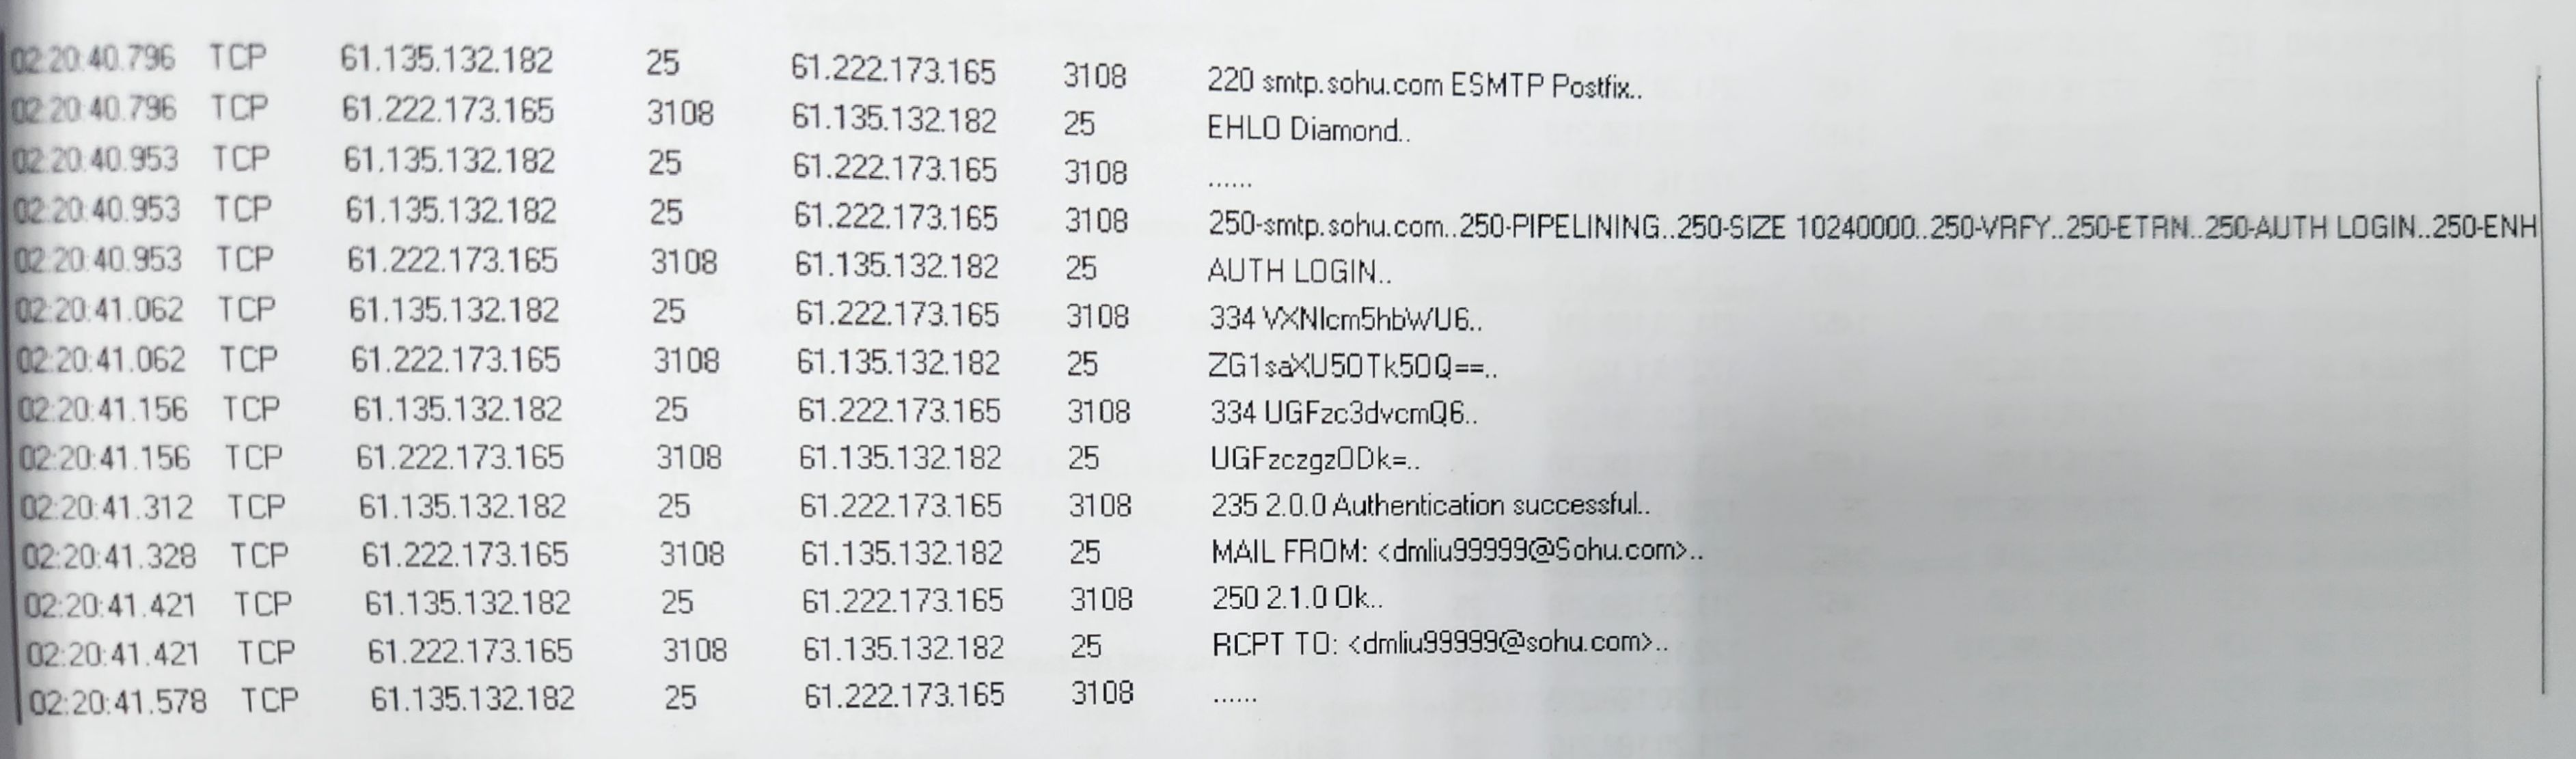 02:20:40.796 TCP 61.135.132.182 25 61.222.173.165 3108 220 smtp.sohu.com ESMTP Postfix..
02:20:40.796 TCP 61.222.173.165 3108 61.135.132.182 25 EHLO Diamond..
02:20:40.953 TCP 61.135.132.182 25 61.222.173.165 3108 ......
02:20:40.953 TCP 61.135.132.182 25 61.222.173.165 3108 250-smtp.sohu.com..250-PIPELINING..250-SIZE 10240000..250-VRFY..250-ETRN..250-AUTH LOGIN..250-ENH
02:20:40.953 TCP 61.222.173.165 3108 61.135.132.182 25 AUTH LOGIN..
02:20:41.062 TCP 61.135.132.182 25 61.222.173.165 3108 334 VXNlcm5hbWU6..
02:20:41.062 TCP 61.222.173.165 3108 61.135.132.182 25 ZG1saXU5OTk5OQ==..
02:20:41.156 TCP 61.135.132.182 25 61.222.173.165 3108 334 UGFzc3dvcmQ6..
02:20:41.156 TCP 61.222.173.165 3108 61.135.132.182 25 UGFzczgzODk=..
02:20:41.312 TCP 61.135.132.182 25 61.222.173.165 3108 235 2.0.0 Authentication successful..
02:20:41.328 TCP 61.222.173.165 3108 61.135.132.182 25 MAIL FROM: <dmliu99999@Sohu.com>..
02:20:41.421 TCP 61.135.132.182 25 61.222.173.165 3108 250 2.1.0 Ok..
02:20:41.421 TCP 61.222.173.165 3108 61.135.132.182 25 RCPT TO: <dmliu99999@sohu.com>..
02:20:41.578 TCP 61.135.132.182 25 61.222.173.165 3108 ......